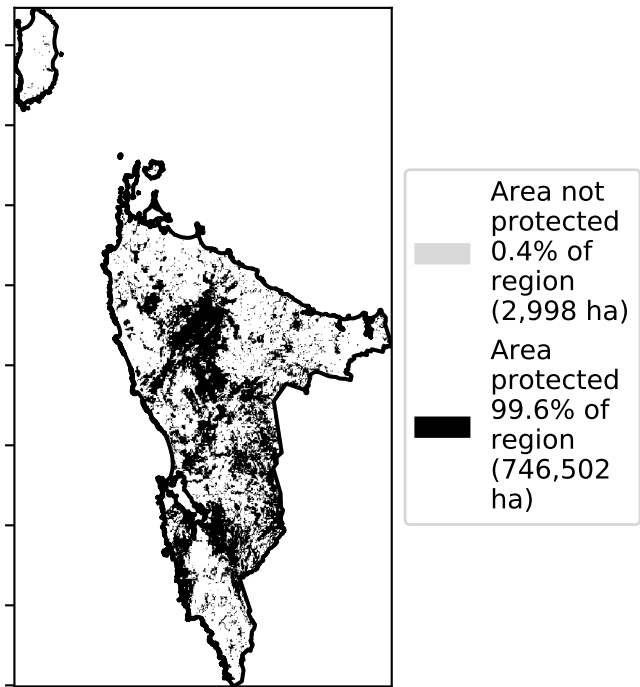 Area not
protected
0.4% of
region
(2,998 ha)
Area
protected
99.6% of
region
(746,502
ha)